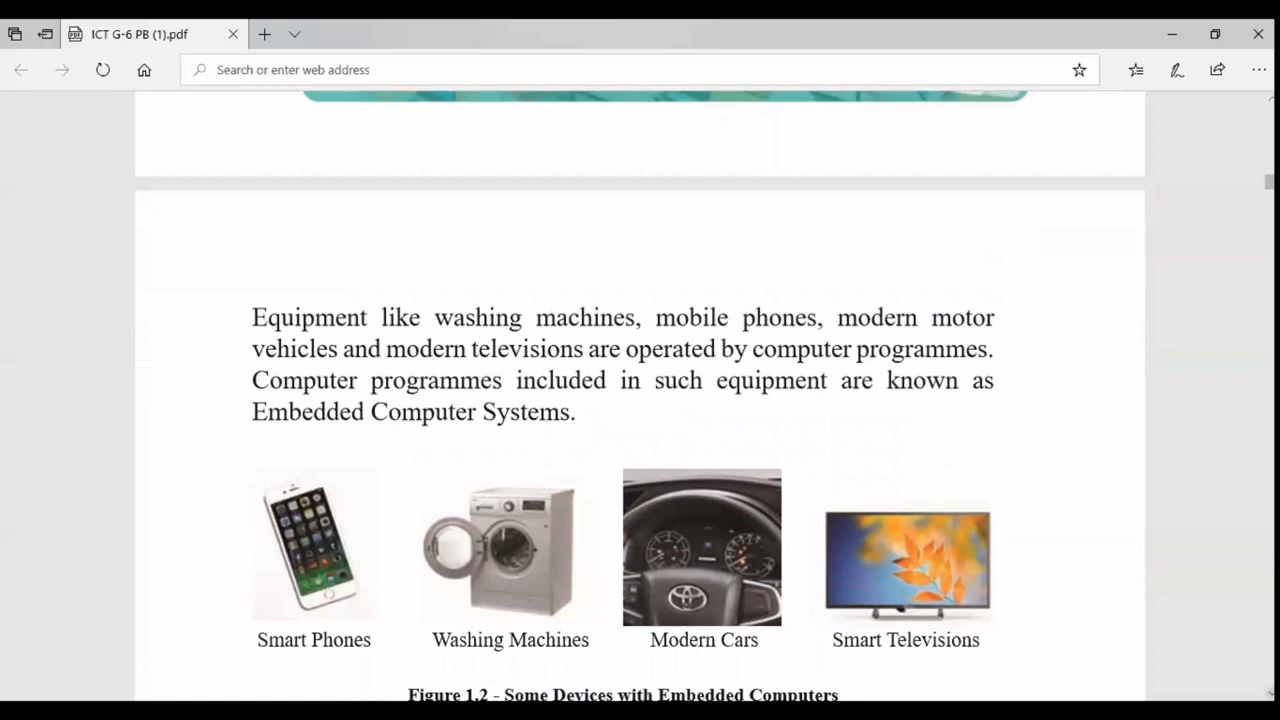 ICT G-6 PB (1).pdf
Search or enter web address
Equipment like washing machines, mobile phones, modern motor
vehicles and modern televisions are operated by computer programmes.
Computer programmes included in such equipment are known as
Embedded Computer Systems.
Smart Phones
Washing Machines
Modern Cars
Smart Televisions
Figure 1.2 - Some Devices with Embedded Computers